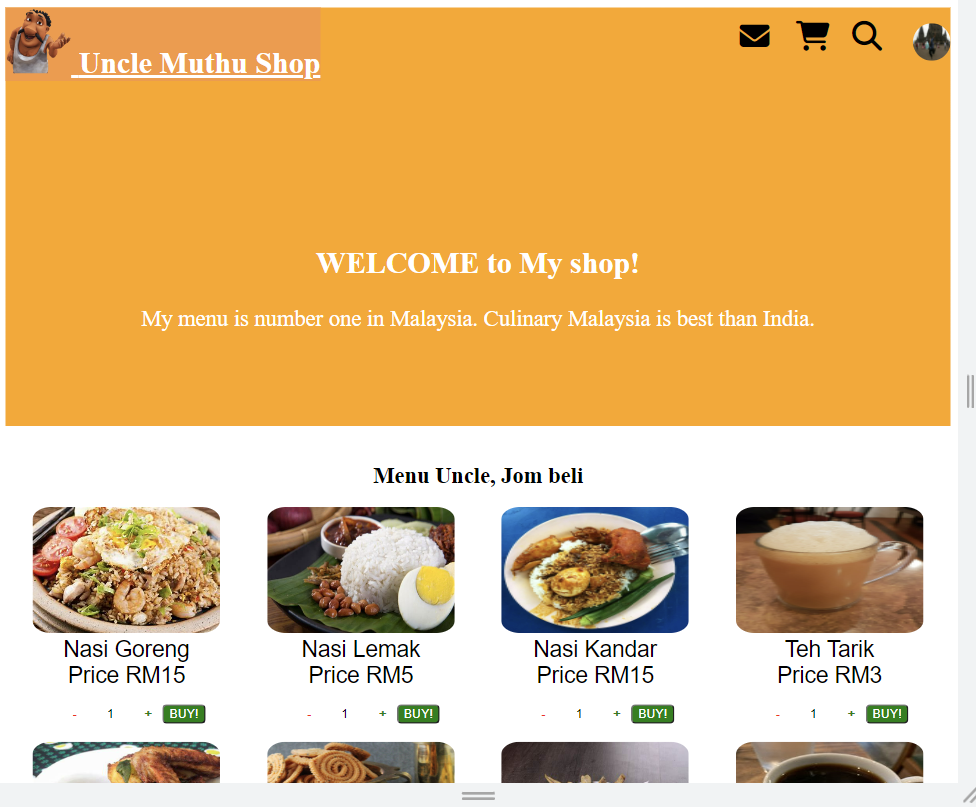 Uncle Muthu Shop
WELCOME to My shop!
My menu is number one in Malaysia. Culinary Malaysia is best than India.
Menu Uncle, Jom beli
Nasi Goreng
Price RM15
- 1 + BUY!
Nasi Lemak
Price RM5
- 1 + BUY!
Nasi Kandar
Price RM15
- 1 + BUY!
Teh Tarik
Price RM3
- 1 + BUY!